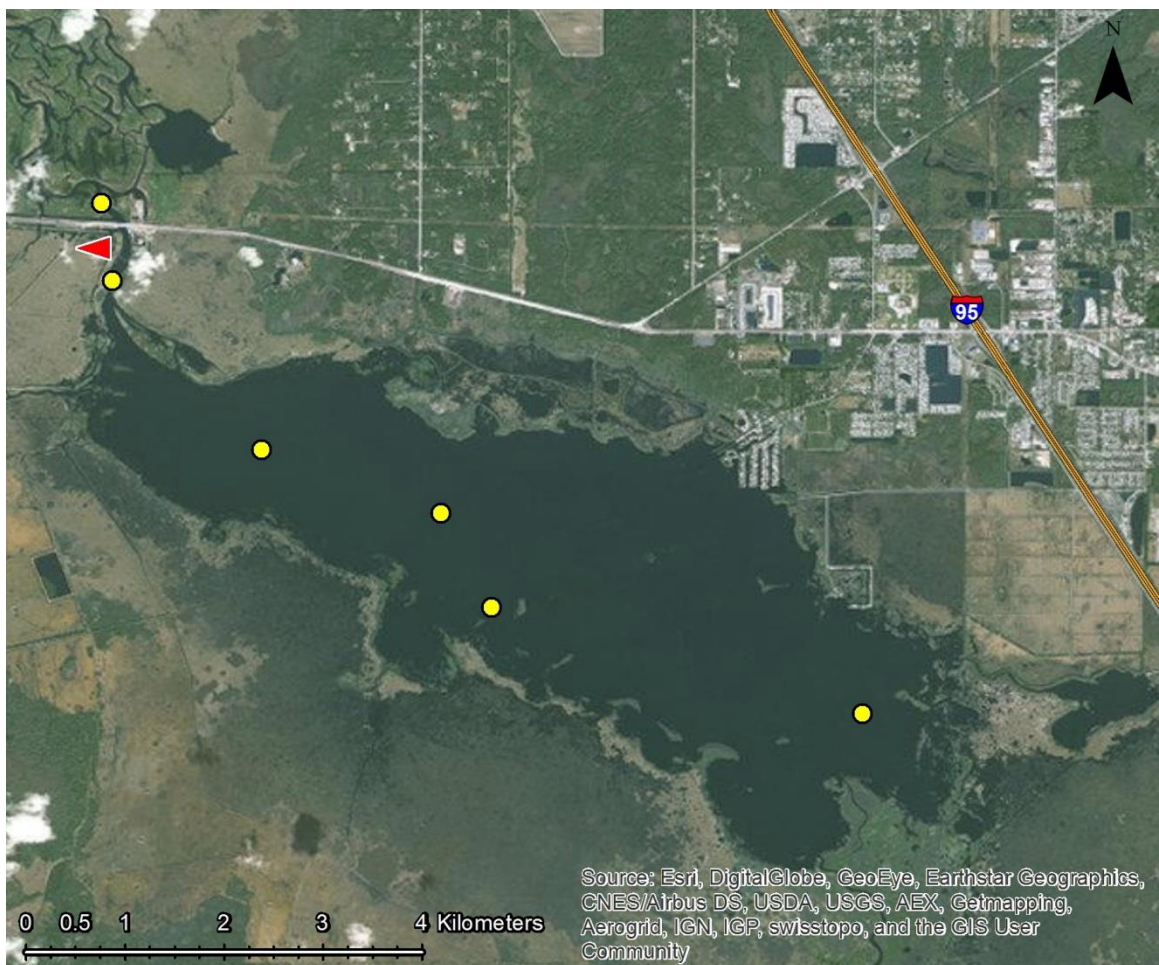 N
95
Source: Esri, DigitalGlobe, GeoEye, Earthstar Geographics,
CNES/Airbus DS, USDA, USGS, AEX, Getmapping,
Aerogrid, IGN, IGP, swisstopo, and the GIS User
Community
0 0.5 1 2 3 4 Kilometers